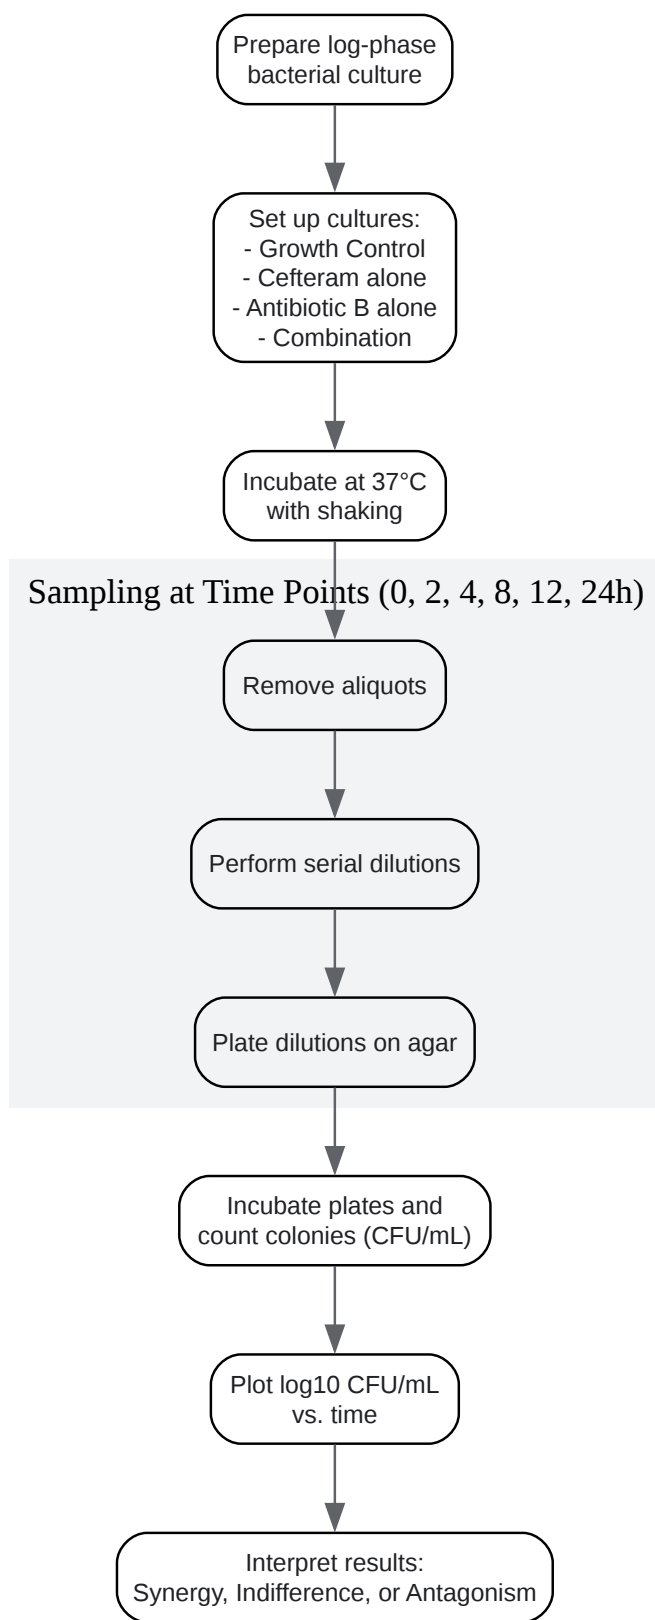 Prepare log-phase
bacterial culture
Set up cultures:
- Growth Control
- Cefteram alone
- Antibiotic B alone
- Combination
Incubate at 37°C
with shaking
Sampling at Time Points (0, 2, 4, 8, 12, 24h)
Remove aliquots
Perform serial dilutions
Plate dilutions on agar
Incubate plates and
count colonies (CFU/mL)
Plot log10 CFU/mL
vs. time
Interpret results:
Synergy, Indifference, or Antagonism